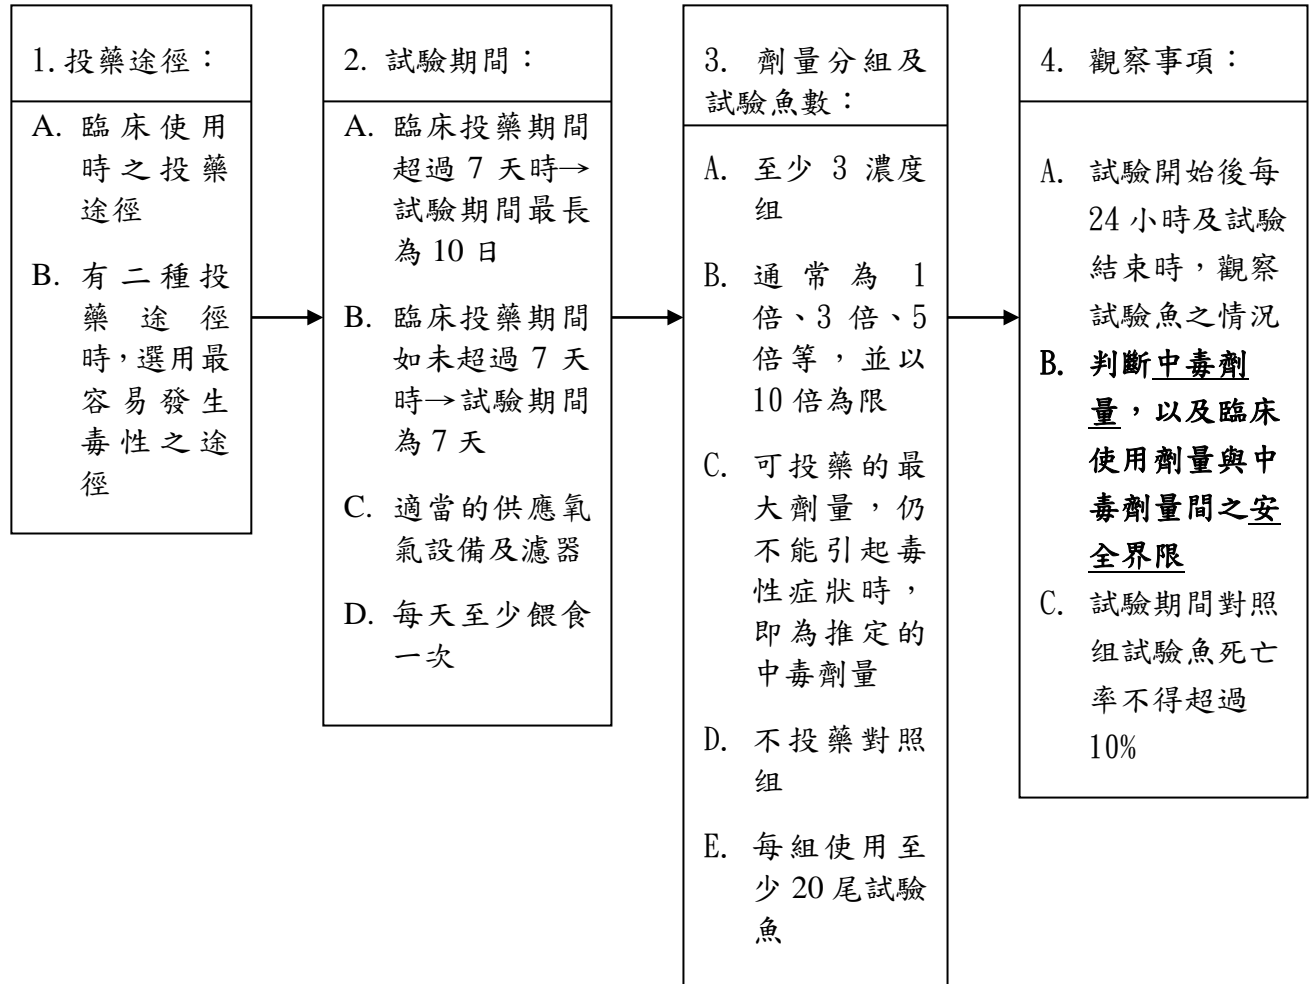 1.投藥途徑：
A. 臨床使用
時之投藥
途徑
B. 有二種投
藥途徑
時，選用最
容易發生
毒性之途
徑
2. 試驗期間：
A. 臨床投藥期間
超過 7 天時→
試驗期間最長
為 10 日
B. 臨床投藥期間
如未超過 7 天
時→試驗期間
為 7 天
C. 適當的供應氧
氣設備及濾器
D. 每天至少餵食
一次
3. 劑量分組及
試驗魚數：
A. 至少 3 濃度
組
B. 通常為 1
倍、3 倍、5
倍等，並以
10 倍為限
C. 可投藥的最
大劑量，仍
不能引起毒
性症狀時，
即為推定的
中毒劑量
D. 不投藥對照
組
E. 每組使用至
少 20 尾試驗
魚
4. 觀察事項：
A. 試驗開始後每
24 小時及試驗
結束時，觀察
試驗魚之情況
B. 判斷中毒劑
量，以及臨床
使用劑量與中
毒劑量間之安
全界限
C. 試驗期間對照
組試驗魚死亡
率不得超過
10%